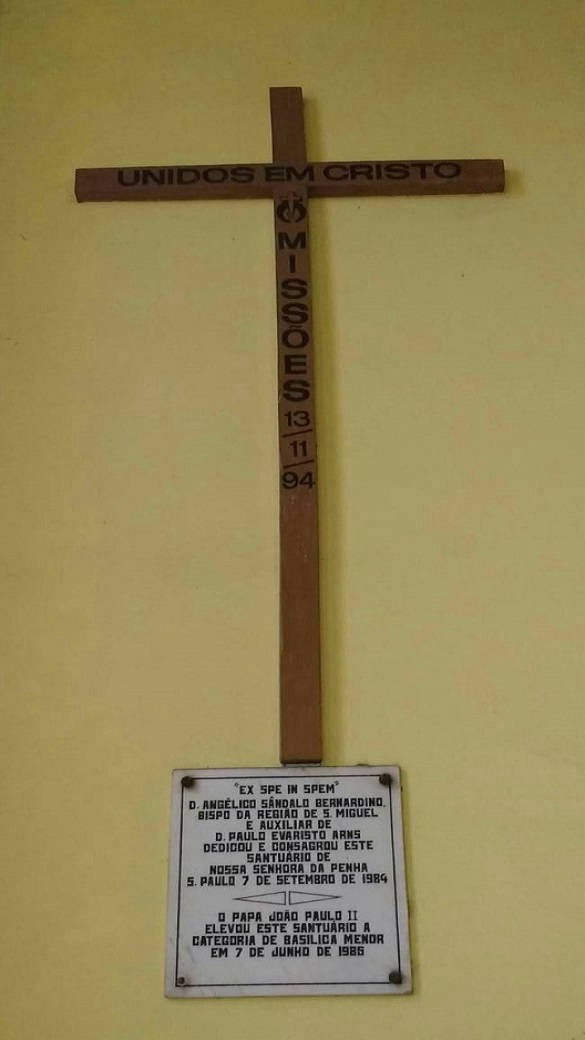 UNIDOS EM CRISTO
MISSÕES
13
11
94
"EX SPE IN SPEM"
D. ANGÉLICO SÂNDALO BERNARDINO,
BISPO DA REGIÃO DE S. MIGUEL
E AUXILIAR DE
D. PAULO EVARISTO ARNS
DEDICOU E CONSAGROU ESTE
SANTUÁRIO DE
NOSSA SENHORA DA PENHA
S. PAULO 7 DE SETEMBRO DE 1984
O PAPA JOÃO PAULO II
ELEVOU ESTE SANTUÁRIO A
CATEGORIA DE BASILICA MENOR
EM 7 DE JUNHO DE 1985